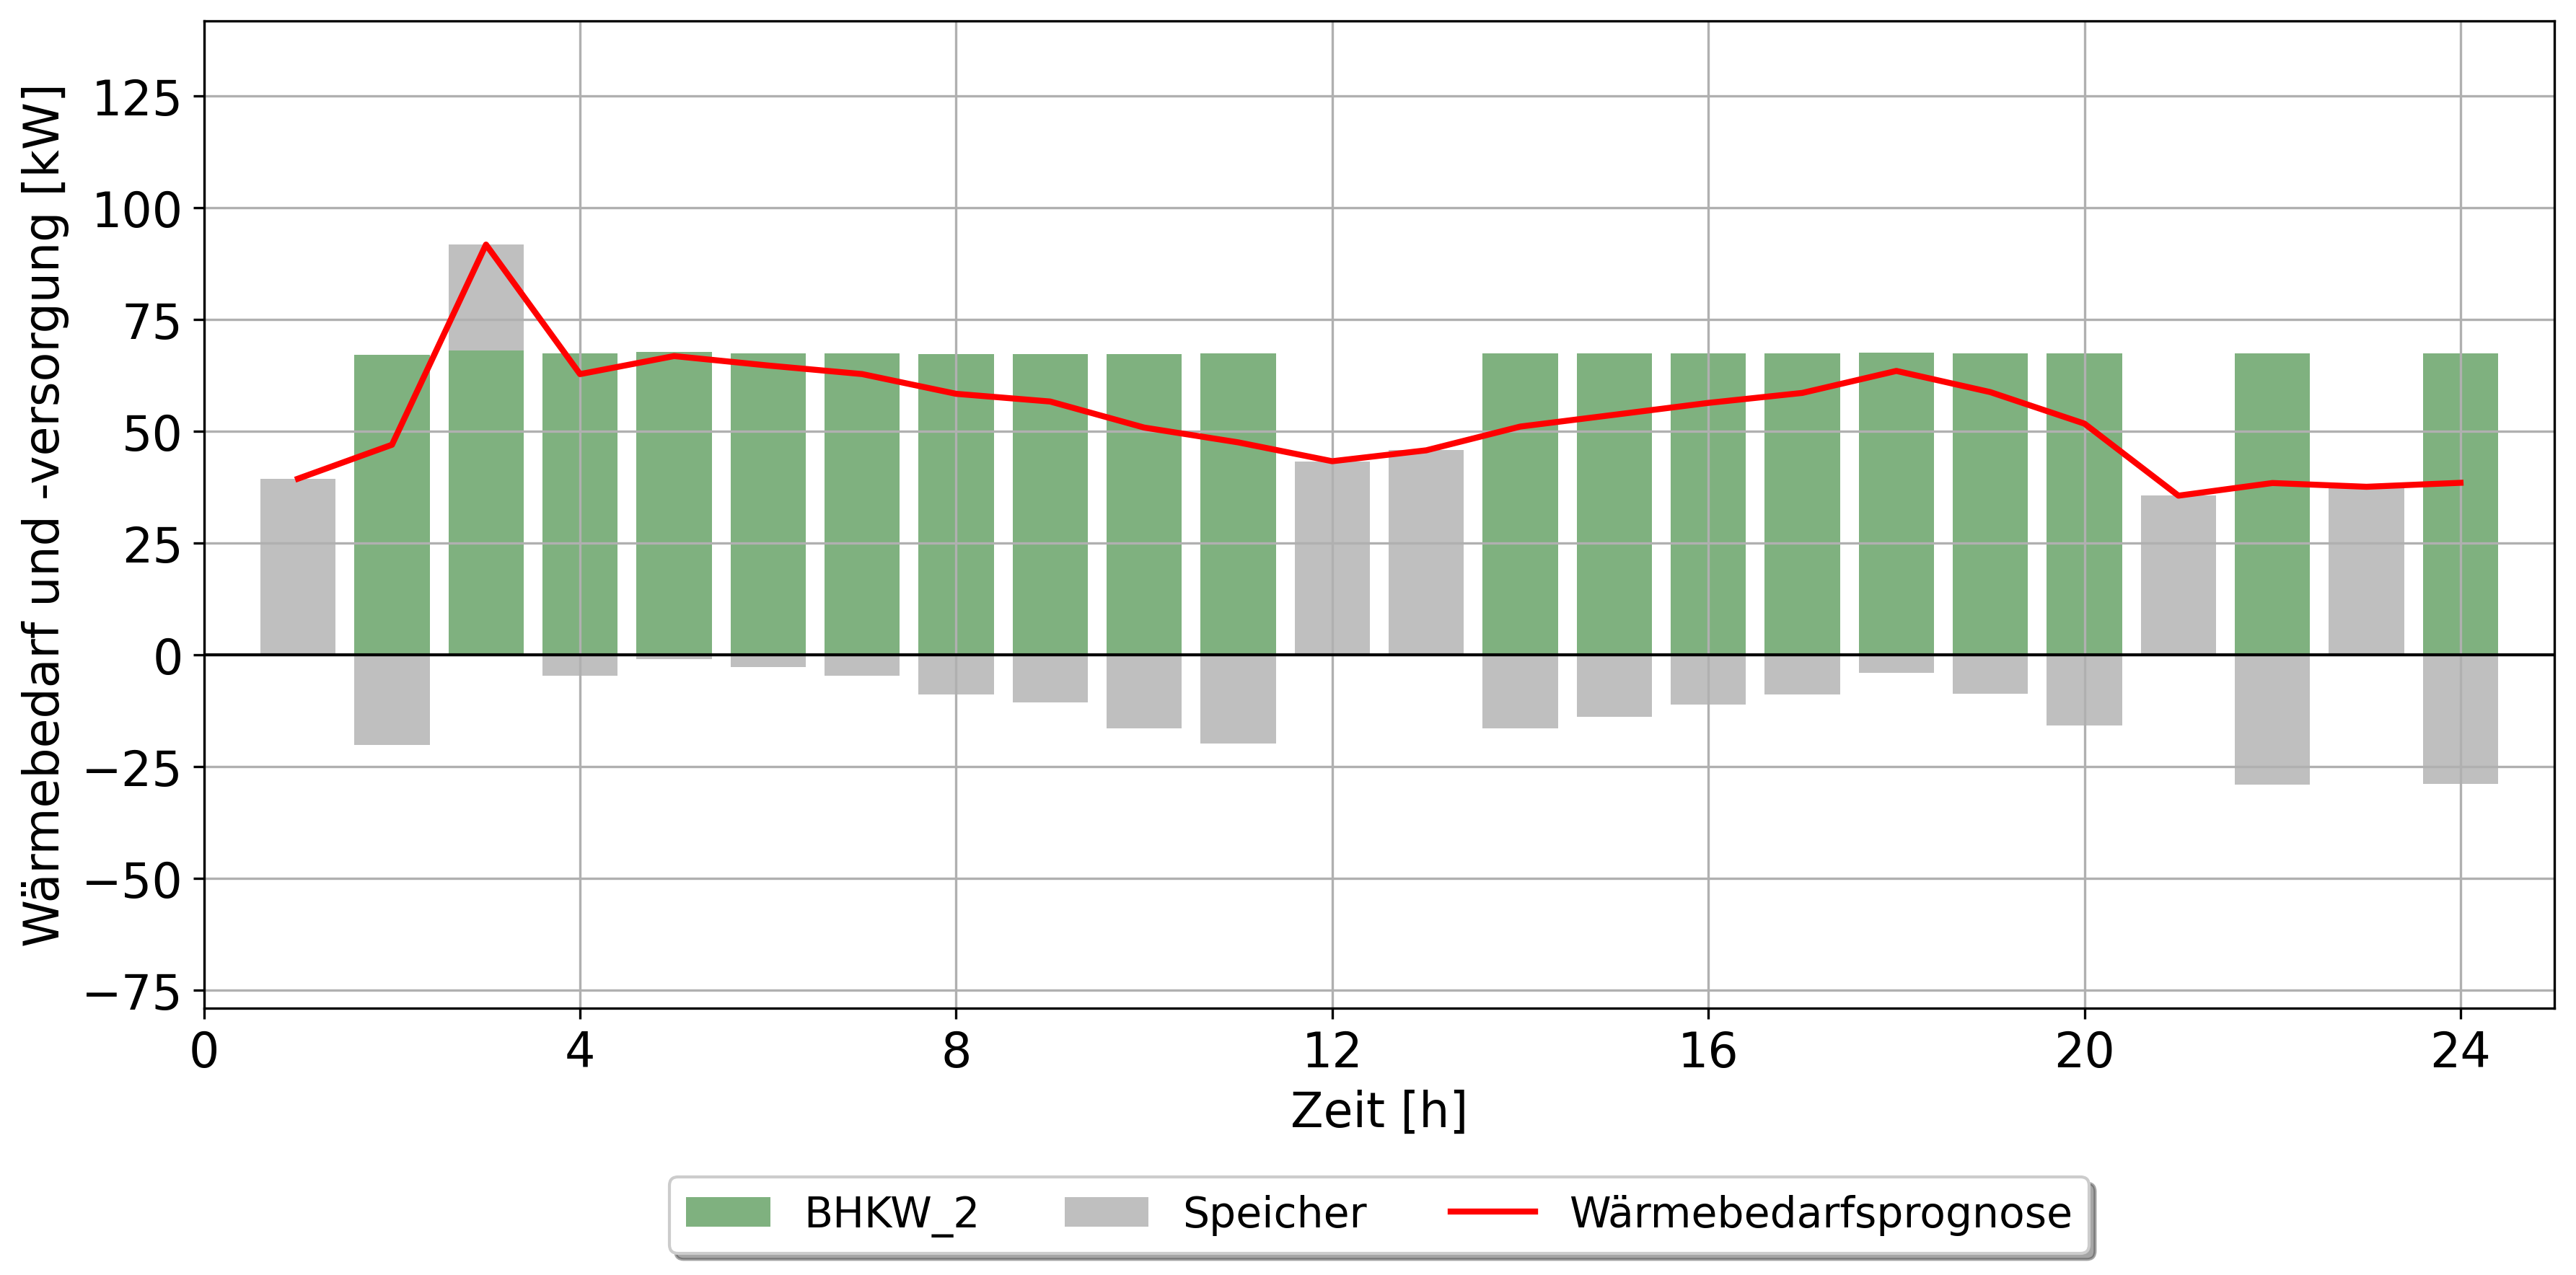 Wärmebedarf und -versorgung [kW]
125
100
75
50
25
0
−25
−50
−75
0 4 8 12 16 20 24
Zeit [h]
BHKW_2 Speicher Wärmebedarfsprognose